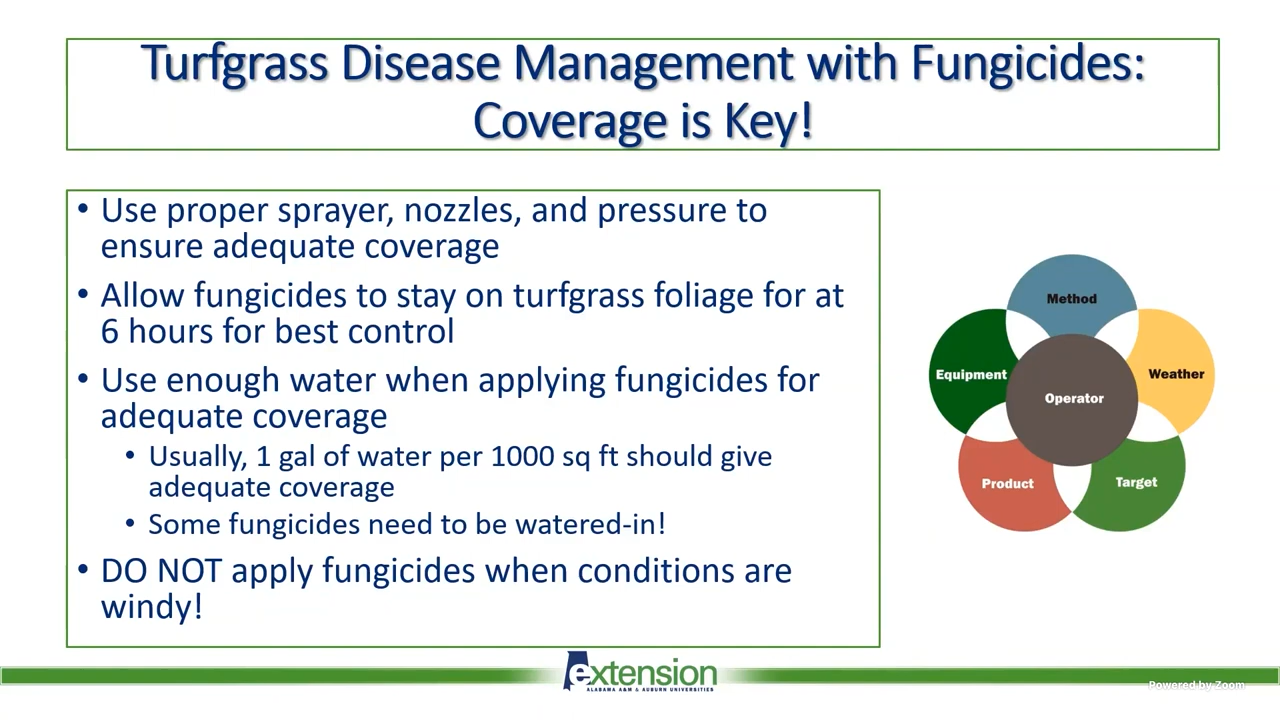 Turfgrass Disease Management with Fungicides:
Coverage is Key!
• Use proper sprayer, nozzles, and pressure to
ensure adequate coverage
• Allow fungicides to stay on turfgrass foliage for at
6 hours for best control
• Use enough water when applying fungicides for
adequate coverage
• Usually, 1 gal of water per 1000 sq ft should give
adequate coverage
• Some fungicides need to be watered-in!
• DO NOT apply fungicides when conditions are
windy!
Method
Equipment
Weather
Operator
Product
Target
extension
ALABAMA A&M & AUBURN UNIVERSITIES
Powered by Zoom